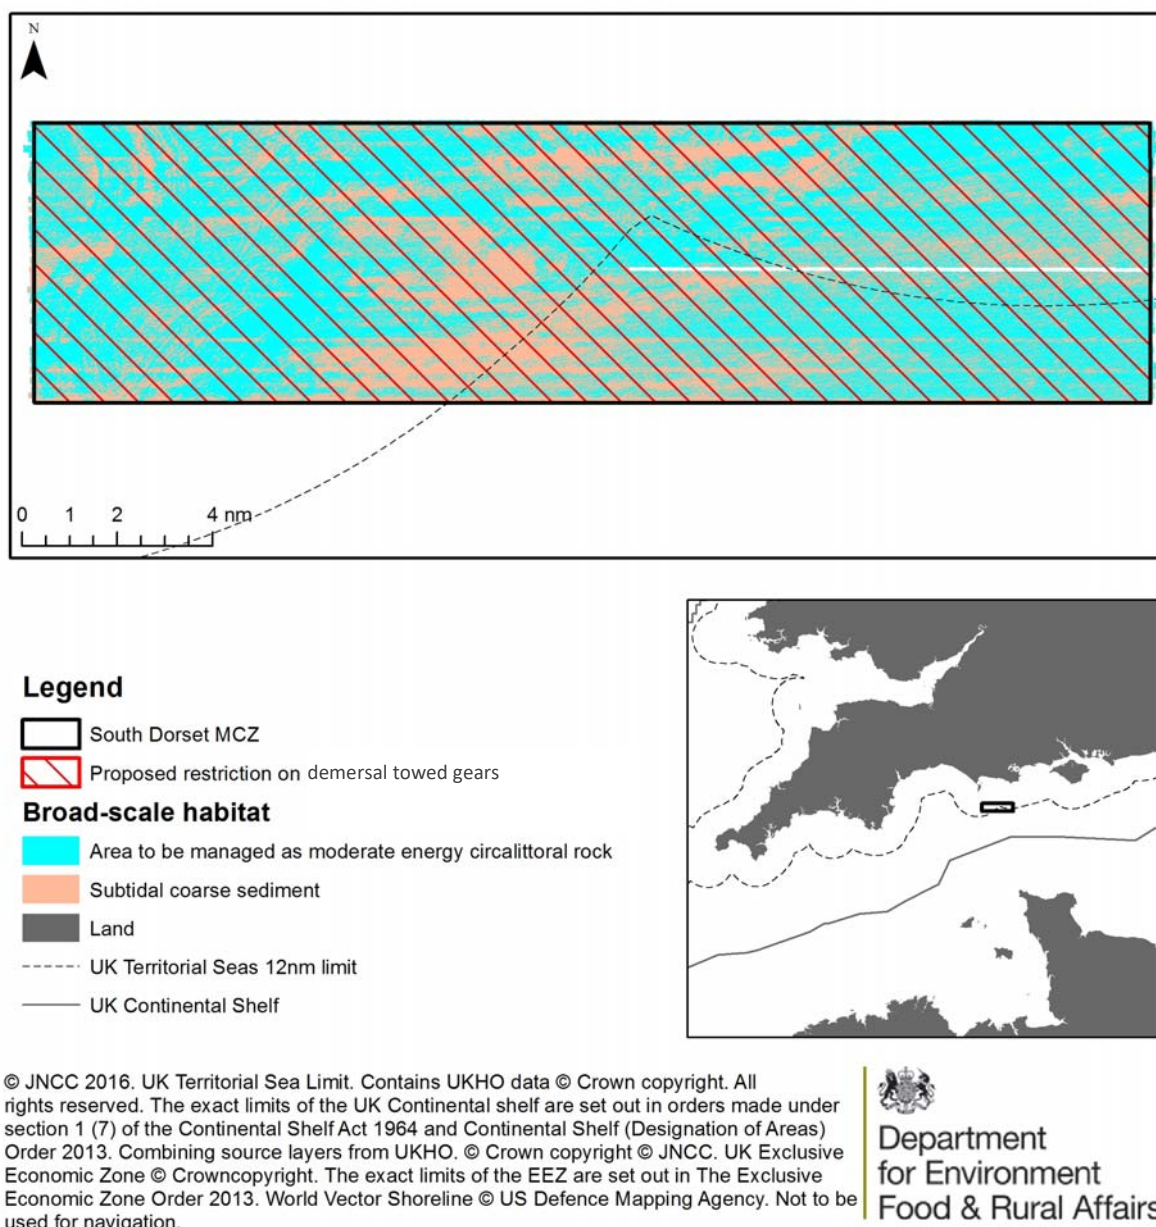 N
0 1 2 4 nm
Legend
South Dorset MCZ
Proposed restriction on demersal towed gears
Broad-scale habitat
Area to be managed as moderate energy circalittoral rock
Subtidal coarse sediment
Land
UK Territorial Seas 12nm limit
UK Continental Shelf
© JNCC 2016. UK Territorial Sea Limit. Contains UKHO data © Crown copyright. All
rights reserved. The exact limits of the UK Continental shelf are set out in orders made under
section 1 (7) of the Continental Shelf Act 1964 and Continental Shelf (Designation of Areas)
Order 2013. Combining source layers from UKHO. © Crown copyright © JNCC. UK Exclusive
Economic Zone © Crowncopyright. The exact limits of the EEZ are set out in The Exclusive
Economic Zone Order 2013. World Vector Shoreline © US Defence Mapping Agency. Not to be
used for navigation.
Department
for Environment
Food & Rural Affairs